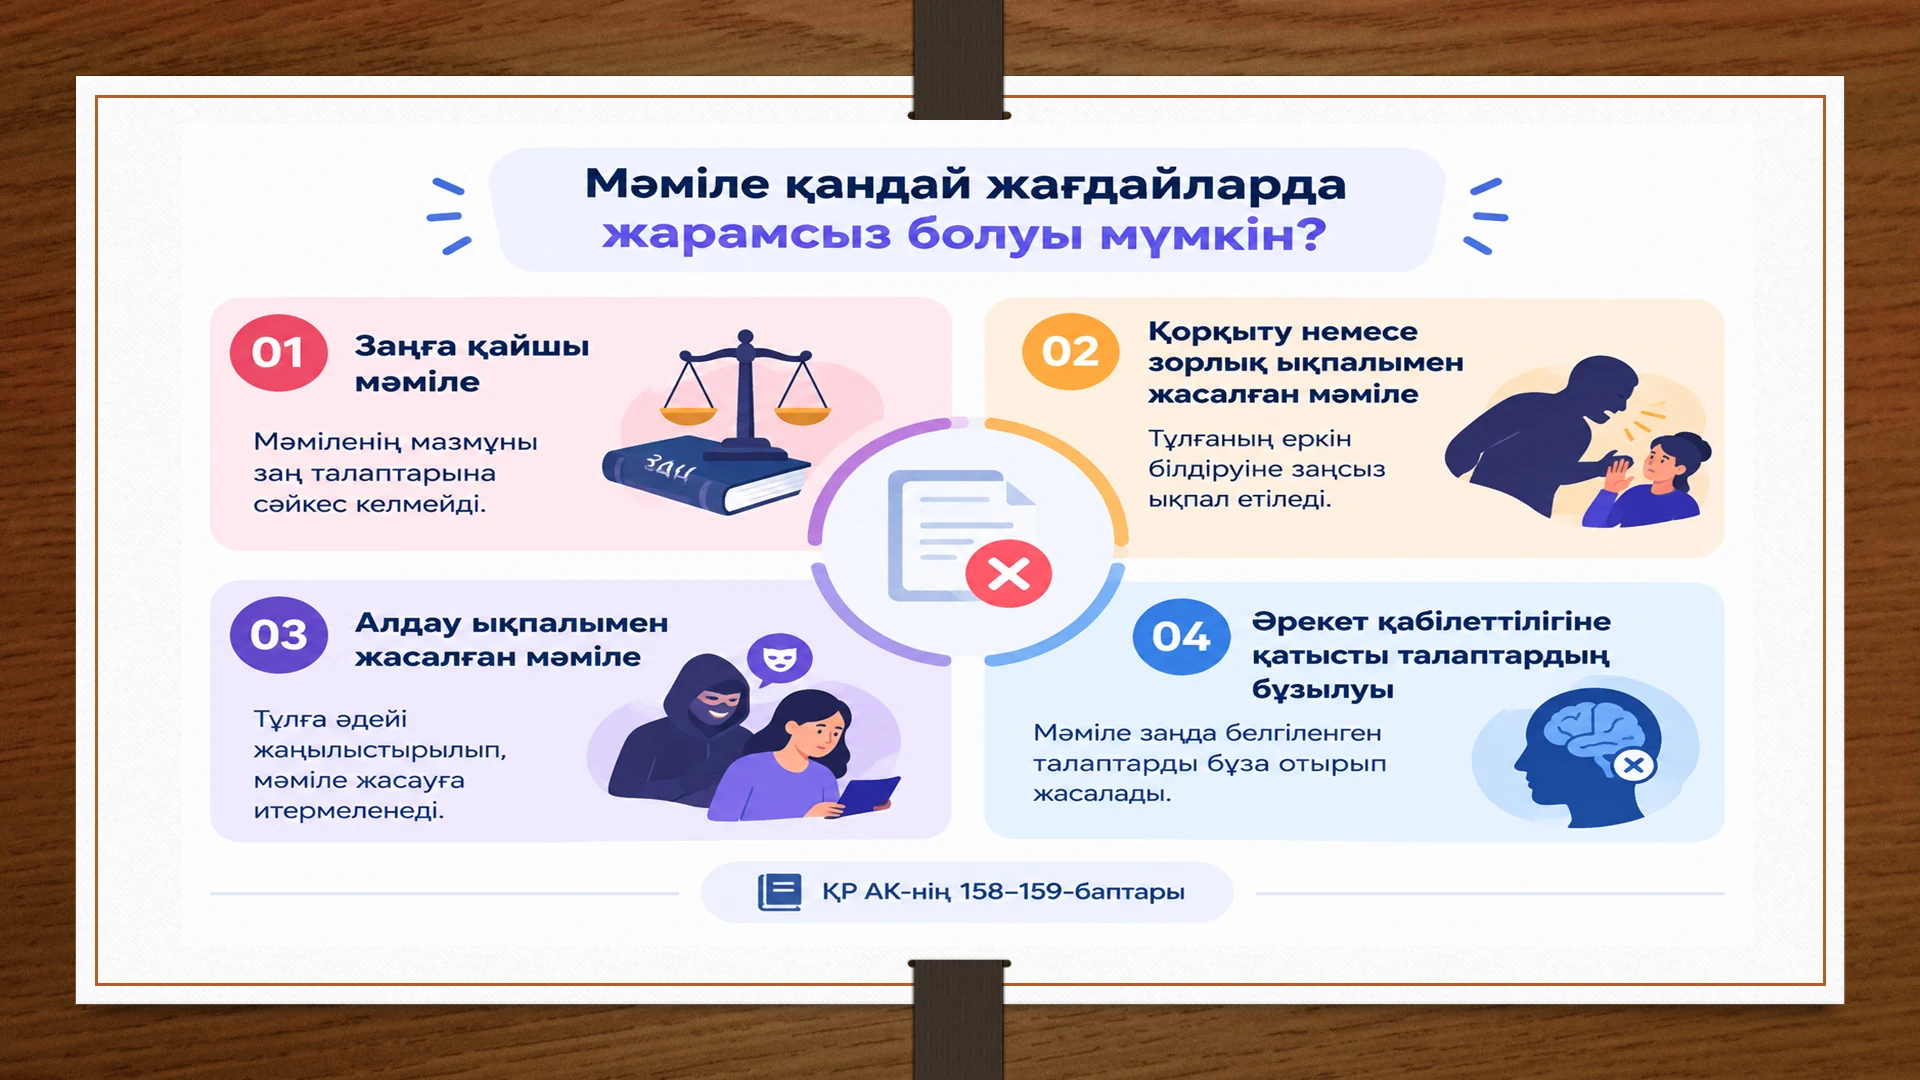 Мәміле қандай жағдайларда
жарамсыз болуы мүмкін?
01
Заңға қайшы
мәміле
Мәміленің мазмұны
заң талаптарына
сәйкес келмейді.
ЗАЦ
02
Қорқыту немесе
зорлық ықпалымен
жасалған мәміле
Тұлғаның еркін
білдіруіне заңсыз
ықпал етіледі.
03
Алдау ықпалымен
жасалған мәміле
Тұлға әдейі
жаңылыстырылып,
мәміле жасауға
итермеленеді.
04
Әрекет қабілеттілігіне
қатысты талаптардың
бұзылуы
Мәміле заңда белгіленген
талаптарды бұза отырып
жасалады.
ҚР АК-нің 158–159-баптары